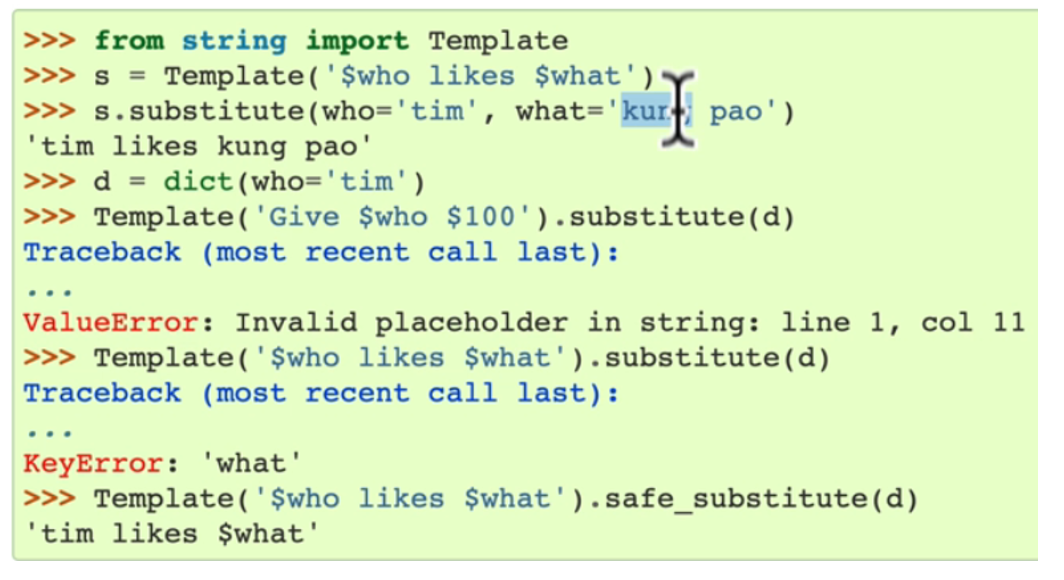 >>> from string import Template
>>> s = Template('$who likes $what')
>>> s.substitute(who='tim', what='kung pao')
'tim likes kung pao'
>>> d = dict(who='tim')
>>> Template('Give $who $100').substitute(d)
Traceback (most recent call last):
...
ValueError: Invalid placeholder in string: line 1, col 11
>>> Template('$who likes $what').substitute(d)
Traceback (most recent call last):
...
KeyError: 'what'
>>> Template('$who likes $what').safe_substitute(d)
'tim likes $what'